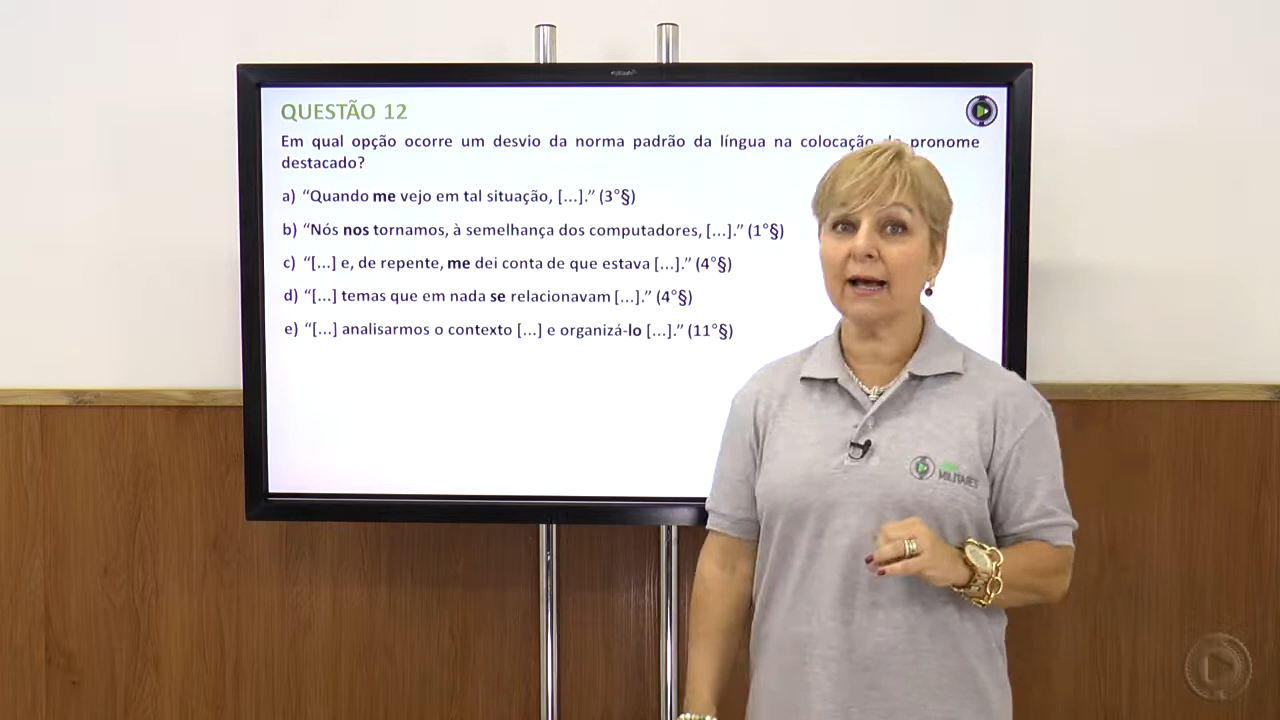 QUESTÃO 12
Em qual opção ocorre um desvio da norma padrão da língua na colocação pronome
destacado?
a) “Quando me vejo em tal situação, [...].” (3°§)
b) “Nós nos tornamos, à semelhança dos computadores, [...].” (1°§)
c) “[...] e, de repente, me dei conta de que estava [...].” (4°§)
d) “[...] temas que em nada se relacionavam [...].” (4°§)
e) “[...] analisarmos o contexto [...] e organizá-lo [...].” (11°§)
MILITARES